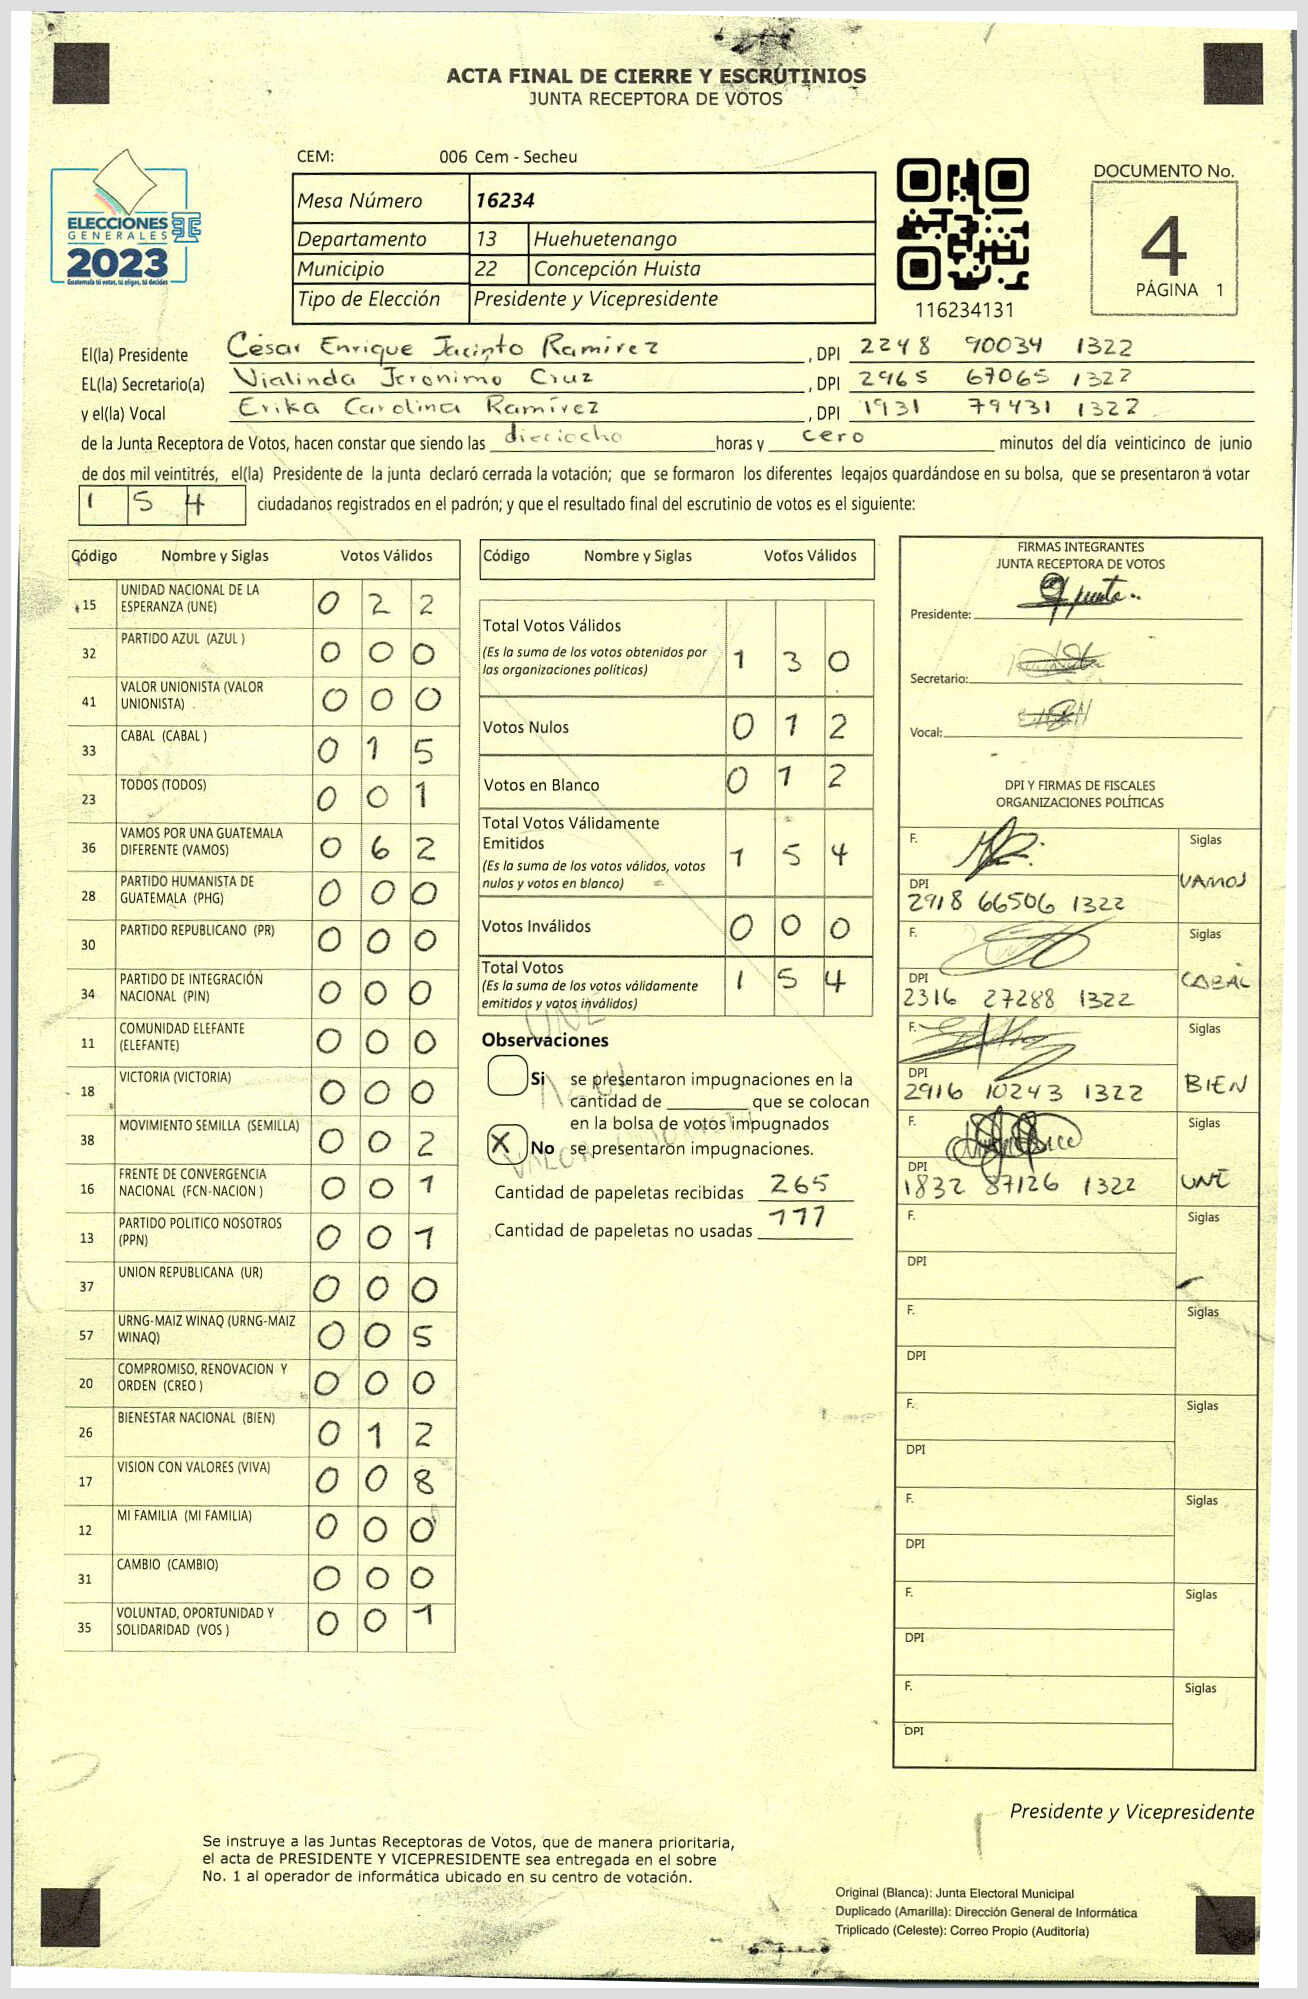 ACTA FINAL DE CIERRE Y ESCRUTINIOS
JUNTA RECEPTORA DE VOTOS
ELECCIONES
GENERALES
2023
Guatemala tú votas, tú eliges, tú decides
CEM: 006 Cem - Secheu
Mesa Número 16234
Departamento 13 Huehuetenango
Municipio 22 Concepción Huista
Tipo de Elección Presidente y Vicepresidente
116234131
DOCUMENTO No.
4
PÁGINA 1
El(la) Presidente César Enrique Jacinto Ramírez , DPI 2248 90034 1322
EL(la) Secretario(a) Vialinda Jeronimo Cruz , DPI 2965 67065 1322
y el(la) Vocal Erika Carolina Ramírez , DPI 1931 79431 1322
de la Junta Receptora de Votos, hacen constar que siendo las dieciocho horas y cero minutos del día veinticinco de junio
de dos mil veintitrés, el(la) Presidente de la junta declaró cerrada la votación; que se formaron los diferentes legajos quardándose en su bolsa, que se presentaron a votar
1 5 4 ciudadanos registrados en el padrón; y que el resultado final del escrutinio de votos es el siguiente:
Código Nombre y Siglas Votos Válidos
15 UNIDAD NACIONAL DE LA ESPERANZA (UNE) 0 2 2
32 PARTIDO AZUL (AZUL ) 0 0 0
41 VALOR UNIONISTA (VALOR UNIONISTA) 0 0 0
33 CABAL (CABAL ) 0 1 5
23 TODOS (TODOS) 0 0 1
36 VAMOS POR UNA GUATEMALA DIFERENTE (VAMOS) 0 6 2
28 PARTIDO HUMANISTA DE GUATEMALA (PHG) 0 0 0
30 PARTIDO REPUBLICANO (PR) 0 0 0
34 PARTIDO DE INTEGRACIÓN NACIONAL (PIN) 0 0 0
11 COMUNIDAD ELEFANTE (ELEFANTE) 0 0 0
18 VICTORIA (VICTORIA) 0 0 0
38 MOVIMIENTO SEMILLA (SEMILLA) 0 0 2
16 FRENTE DE CONVERGENCIA NACIONAL (FCN-NACION ) 0 0 1
13 PARTIDO POLITICO NOSOTROS (PPN) 0 0 1
37 UNION REPUBLICANA (UR) 0 0 0
57 URNG-MAIZ WINAQ (URNG-MAIZ WINAQ) 0 0 5
20 COMPROMISO, RENOVACION Y ORDEN (CREO ) 0 0 0
26 BIENESTAR NACIONAL (BIEN) 0 1 2
17 VISION CON VALORES (VIVA) 0 0 8
12 MI FAMILIA (MI FAMILIA) 0 0 0
31 CAMBIO (CAMBIO) 0 0 0
35 VOLUNTAD, OPORTUNIDAD Y SOLIDARIDAD (VOS ) 0 0 1
Código Nombre y Siglas Votos Válidos
Total Votos Válidos
(Es la suma de los votos obtenidos por
las organizaciones políticas) 1 3 0
Votos Nulos 0 1 2
Votos en Blanco 0 1 2
Total Votos Válidamente
Emitidos 1 5 4
(Es la suma de los votos válidos, votos
nulos y votos en blanco)
Votos Inválidos 0 0 0
Total Votos 1 5 4
(Es la suma de los votos válidamente
emitidos y votos inválidos)
UNE
Observaciones
Si se presentaron impugnaciones en la
cantidad de ________ que se colocan
en la bolsa de votos impugnados
X No se presentaron impugnaciones.
Cantidad de papeletas recibidas 265
Cantidad de papeletas no usadas 111
FIRMAS INTEGRANTES
JUNTA RECEPTORA DE VOTOS
Presidente:
Secretario:
Vocal:
DPI Y FIRMAS DE FISCALES
ORGANIZACIONES POLÍTICAS
F. Siglas
DPI VAMOS
2918 66506 1322
F. Siglas
DPI CABAL
2316 27288 1322
F. Siglas
DPI BIEN
2916 10243 1322
F. Siglas
DPI UNE
1832 87126 1322
F. Siglas
DPI
F. Siglas
DPI
F. Siglas
DPI
F. Siglas
DPI
F. Siglas
DPI
F. Siglas
DPI
Presidente y Vicepresidente
Se instruye a las Juntas Receptoras de Votos, que de manera prioritaria,
el acta de PRESIDENTE Y VICEPRESIDENTE sea entregada en el sobre
No. 1 al operador de informática ubicado en su centro de votación.
Original (Blanca): Junta Electoral Municipal
Duplicado (Amarilla): Dirección General de Informática
Triplicado (Celeste): Correo Propio (Auditoría)